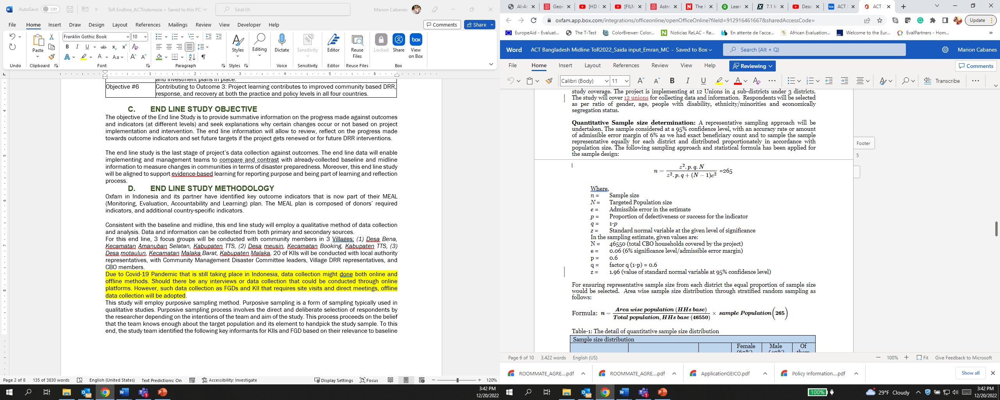 AutoSave Off ToR Endline_ACTIndonesia • Saved to this PC Search Marion Cabanes
File Home Insert Draw Design Layout References Mailings Review View Developer Help Comments Share
Franklin Gothic Book 10
Paste Styles Editing Dictate Sensitivity Editor Reuse Files Locked Share View on Box
Undo Clipboard Font Paragraph Styles Voice Sensitivity Editor Reuse Files Box
and investment plans in place.
Objective #6 Contributing to Outcome 3: Project learning contributes to improved community based DRR,
response, and recovery at both the practice and policy levels in all four countries.
C. END LINE STUDY OBJECTIVE
The objective of the End line Study is to provide summative information on the progress made against outcomes
and indicators (at different levels) and seek explanations why certain changes occur or not based on project
implementation and intervention. The end line information will allow to review, reflect on the progress made
towards outcome indicators and set future targets if the project gets renewed or for future DRR interventions.
The end line study is the last stage of project's data collection against outcomes. The end line data will enable
implementing and management teams to compare and contrast with already-collected baseline and midline
information to measure changes in communities in terms of disaster preparedness. Moreover, this end line study
will be aligned to support evidence-based learning for reporting purpose and being part of learning and reflection
process.
D. END LINE STUDY METHODOLOGY
Oxfam in Indonesia and its partner have identified key outcome indicators that is now part of their MEAL
(Monitoring, Evaluation, Accountability and Learning) plan. The MEAL plan is composed of donors' required
indicators, and additional country-specific indicators.
Consistent with the baseline and midline, this end line study will employ a qualitative method of data collection
and analysis. Data and information can be collected from both primary and secondary sources.
For this end line, 3 focus groups will be conducted with community members in 3 Villages; (1) Desa Bena,
Kecamatan Amanuban Selatan, Kabupaten TTS, (2) Desa meusin, Kecamatan Booking, Kabupaten TTS, (3)
Desa motaulun, Kecamatan Malaka Barat, Kabupaten Malaka. 20 of KIIs will be conducted with local authority
representatives, with Community Management Disaster Committee leaders, Village DRR representatives, and
CBO members.
Due to Covid-19 Pandemic that is still taking place in Indonesia, data collection might done both online and
offline methods. Should there be any interviews or data collection that could be conducted through online
platforms. However, such data collection as FGDs and KII that requires site visits and direct meetings, offline
data collection will be adopted.
This study will employ purposive sampling method. Purposive sampling is a form of sampling typically used in
qualitative studies. Purposive sampling process involves the direct and deliberate selection of respondents by
the researcher depending on the intentions of the team and aim of the study. This process proceeds on the belief
that the team knows enough about the target population and its element to handpick the study sample. To this
end, the study team identified the following key informants for KIIs and FGD based on their relevance to baseline
Page 2 of 8 135 of 3830 words English (United States) Text Predictions: On Accessibility: Investigate Display Settings Focus 120%
3:42 PM
12/20/2022
AI-Ar Geon [HD [FILM Astro The Learn 7.1 Ir Desc ACT ACT
oxfam.app.box.com/integrations/officeonline/openOfficeOnline?fileId=912916461667&sharedAccessCode= Update
EuropeAid - Evaluat... The T-Test ColorBrewer: Color... Noticias ReLAC - Re... En attente de l'acce... African Evaluation... Welcome to the Eur... EvalPartners - Hom...
Word ACT Bangladesh Midline ToR2022_Saida input_Emran_MC - Saved to Box Search (Alt + Q) Marion Cabanes
File Home Insert Layout References Review View Help Reviewing Comments
Calibri (Body) 11 Transcribe
study coverage. The project is implementing at 12 Unions in 4 sub-districts under 3 districts.
The study will cover 12 unions for collecting data and information. Respondents will be selected
as per ratio of gender, age, people with disability, ethnicity/minorities and economically
segregation status.
Quantitative Sample size determination: A representative sampling approach will be
undertaken. The sample considered at a 95% confidence level, with an accuracy rate or amount
of admissible error margin of 6% as we had exact beneficiary count and to sample the sample
representative equally for each district and distributed proportionately in accordance with
population size. The following sampling approach and statistical formula has been applied for
the sample design:
Footer
5
n = z². p. q. N / z². p. q + (N − 1)e² =265
Where,
n = Sample size
N = Targeted Population size
e = Admissible error in the estimate
p = Proportion of defectiveness or success for the indicator
q = 1-p
z = Standard normal variable at the given level of significance
In the sampling estimate, given values are:
N = 46550 (total CBO households covered by the project)
e = 0.06 (6% significance level/admissible error margin)
p = 0.6
q = factor q (1-p) = 0.6
z = 1.96 (value of standard normal variable at 95% confidence level)
For ensuring representative sample size from each district the equal proportion of sample size
would be selected. Area wise sample size distribution through stratified random sampling as
follows:
Formula: n = Area wise population (HHs base) / Total population, HHs base (46550) × sample Population(265)
Table-1: The detail of quantitative sample size distribution
Sample size distribution
Female Male Of
(60%) (40%) them
Page 6 of 10 3,422 words English (US) 100% Fit Give Feedback to Microsoft
ROOMMATE_AGRE....pdf ROOMMATE_AGRE....pdf ApplicationGEICO.pdf Policy Information....pdf Show all
100% 29°F Cloudy 3:42 PM
12/20/2022